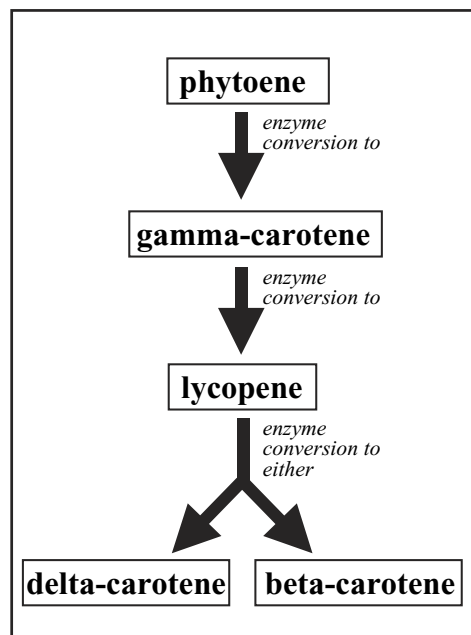 phytoene
enzyme
conversion to
gamma-carotene
enzyme
conversion to
lycopene
enzyme
conversion to
either
delta-carotene
beta-carotene